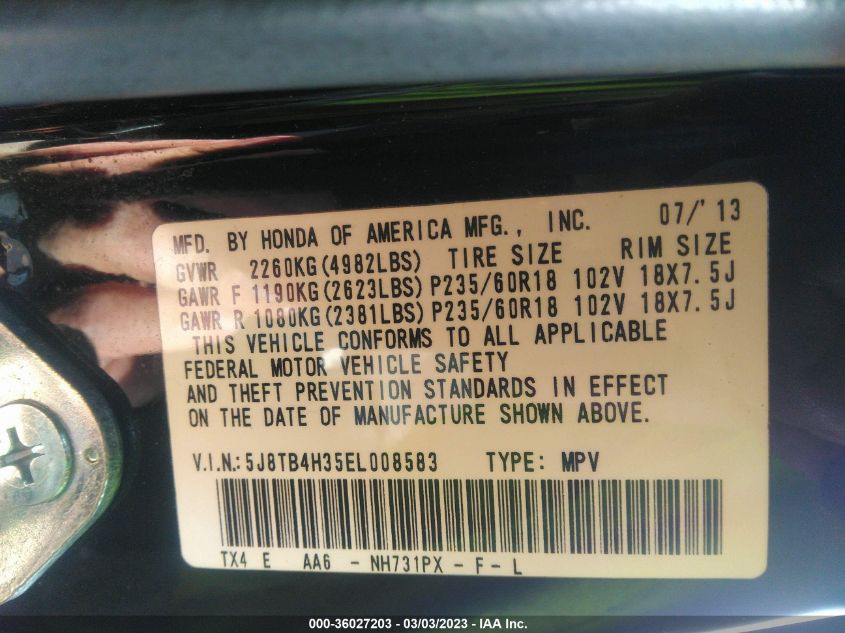 MFD. BY HONDA OF AMERICA MFG., INC. 07/'13
GVWR 2260KG(4982LBS) TIRE SIZE RIM SIZE
GAWR F 1190KG(2623LBS) P235/60R18 102V 18X7.5J
GAWR R 1080KG(2381LBS) P235/60R18 102V 18X7.5J
THIS VEHICLE CONFORMS TO ALL APPLICABLE
FEDERAL MOTOR VEHICLE SAFETY
AND THEFT PREVENTION STANDARDS IN EFFECT
ON THE DATE OF MANUFACTURE SHOWN ABOVE.
V.I.N.: 5J8TB4H35EL008583 TYPE: MPV
TX4 E AA6 - NH731PX - F - L
000-36027203 - 03/03/2023 - IAA Inc.